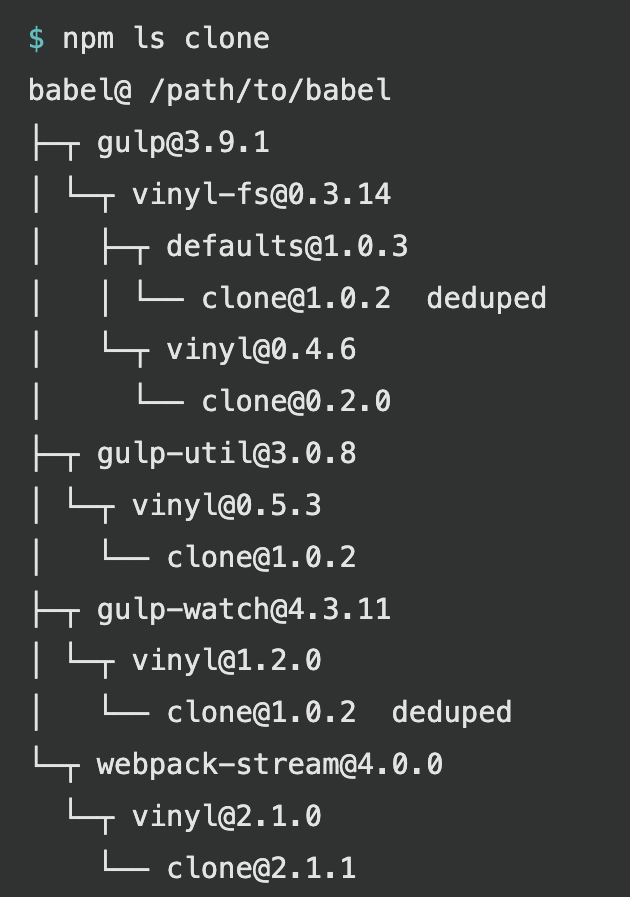 $ npm ls clone
babel@ /path/to/babel
├─┬ gulp@3.9.1
│ └─┬ vinyl-fs@0.3.14
│   ├─┬ defaults@1.0.3
│   │ └── clone@1.0.2  deduped
│   └─┬ vinyl@0.4.6
│     └── clone@0.2.0
├─┬ gulp-util@3.0.8
│ └─┬ vinyl@0.5.3
│   └── clone@1.0.2
├─┬ gulp-watch@4.3.11
│ └─┬ vinyl@1.2.0
│   └── clone@1.0.2  deduped
└─┬ webpack-stream@4.0.0
  └─┬ vinyl@2.1.0
    └── clone@2.1.1